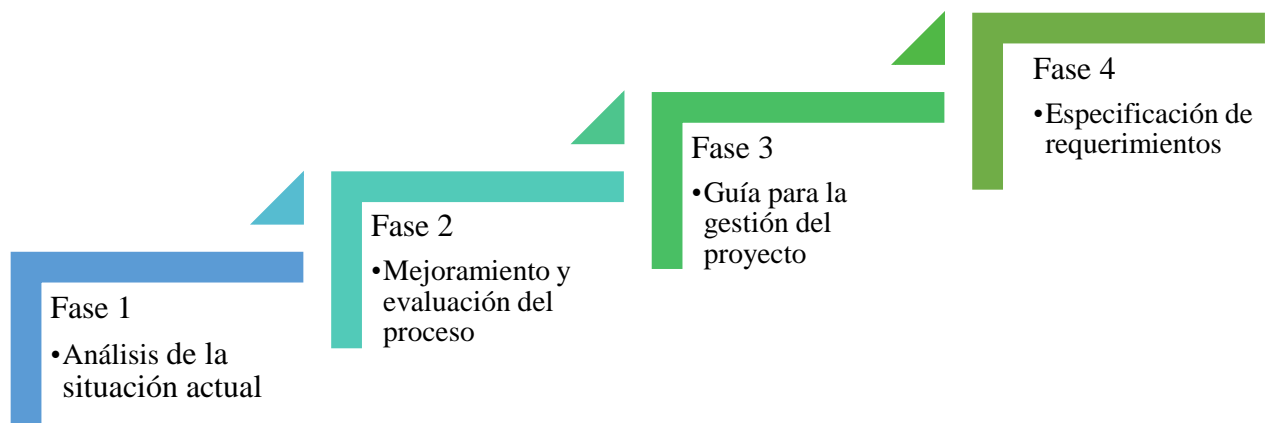 Fase 1
•Análisis de la
situación actual
Fase 2
•Mejoramiento y
evaluación del
proceso
Fase 3
•Guía para la
gestión del
proyecto
Fase 4
•Especificación de
requerimientos